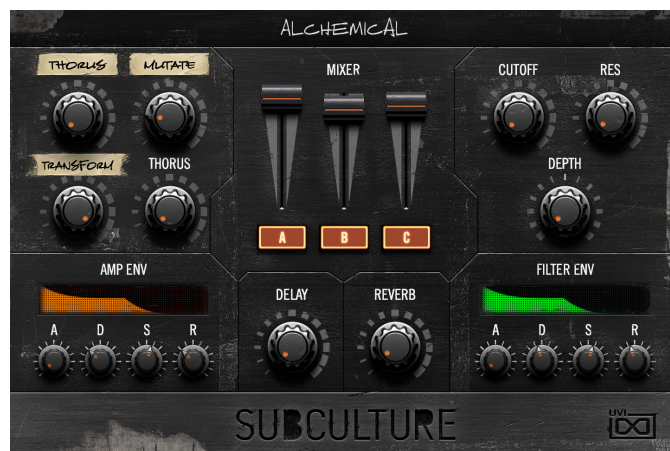 ALCHEMICAL
THORUS MUTATE
TRANSFORM THORUS
MIXER
A B C
CUTOFF RES
DEPTH
AMP ENV
A D S R
DELAY REVERB
FILTER ENV
A D S R
SUBCULTURE
UVI